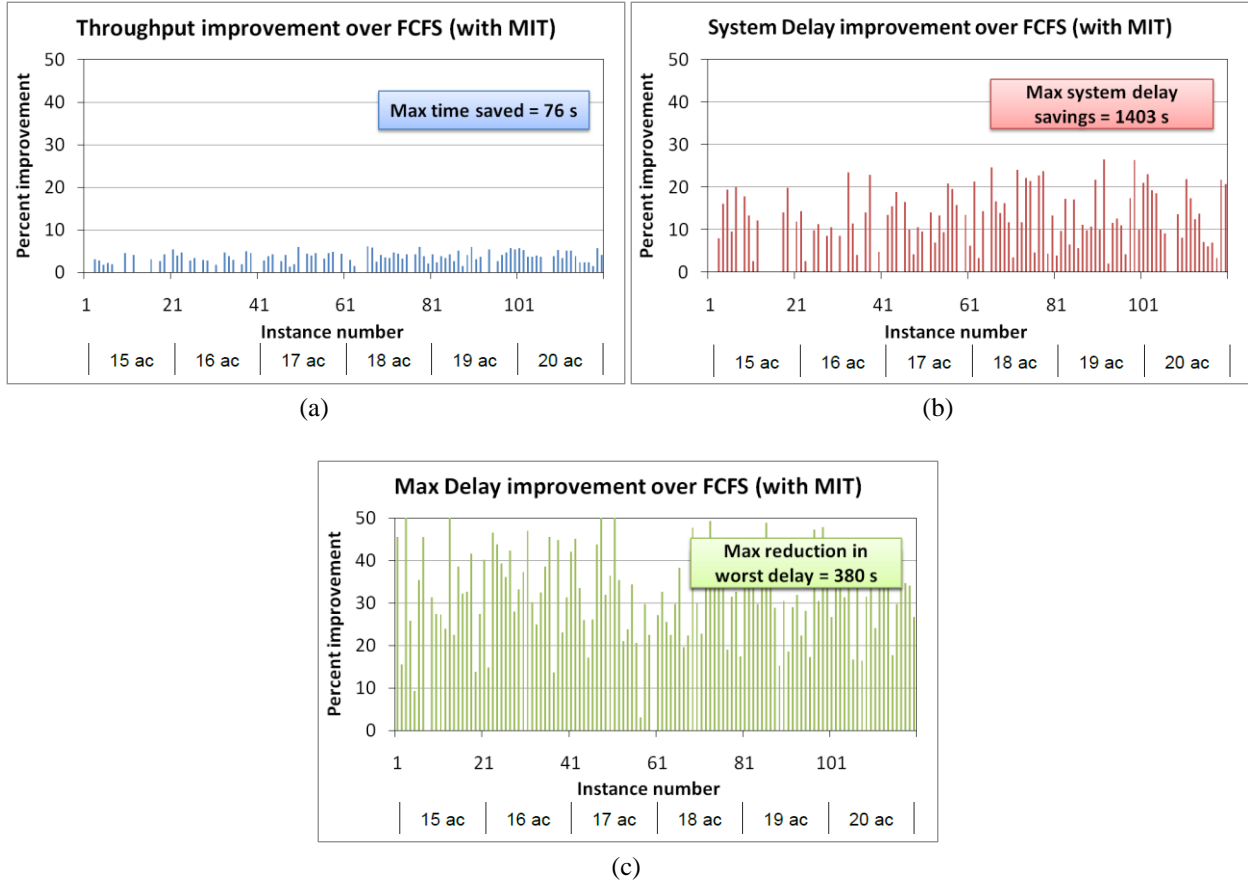 Throughput improvement over FCFS (with MIT)
Percent improvement
50
40
30
20
10
0
Max time saved = 76 s
1 21 41 61 81 101
Instance number
15 ac 16 ac 17 ac 18 ac 19 ac 20 ac
(a)
System Delay improvement over FCFS (with MIT)
Percent improvement
50
40
30
20
10
0
Max system delay
savings = 1403 s
1 21 41 61 81 101
Instance number
15 ac 16 ac 17 ac 18 ac 19 ac 20 ac
(b)
Max Delay improvement over FCFS (with MIT)
Percent improvement
50
40
30
20
10
0
Max reduction in
worst delay = 380 s
1 21 41 61 81 101
Instance number
15 ac 16 ac 17 ac 18 ac 19 ac 20 ac
(c)